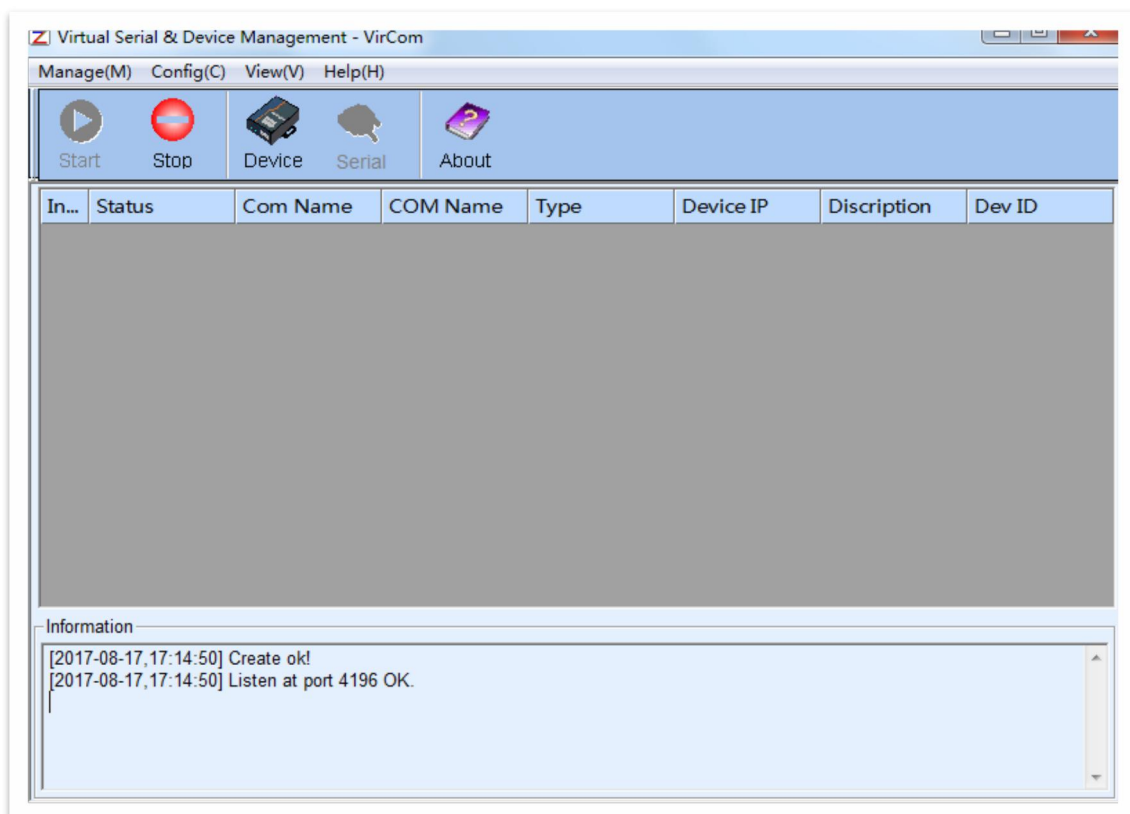 Z Virtual Serial & Device Management - VirCom
Manage(M) Config(C) View(V) Help(H)
Start Stop Device Serial About
In... Status Com Name COM Name Type Device IP Discription Dev ID
Information
[2017-08-17,17:14:50] Create ok!
[2017-08-17,17:14:50] Listen at port 4196 OK.